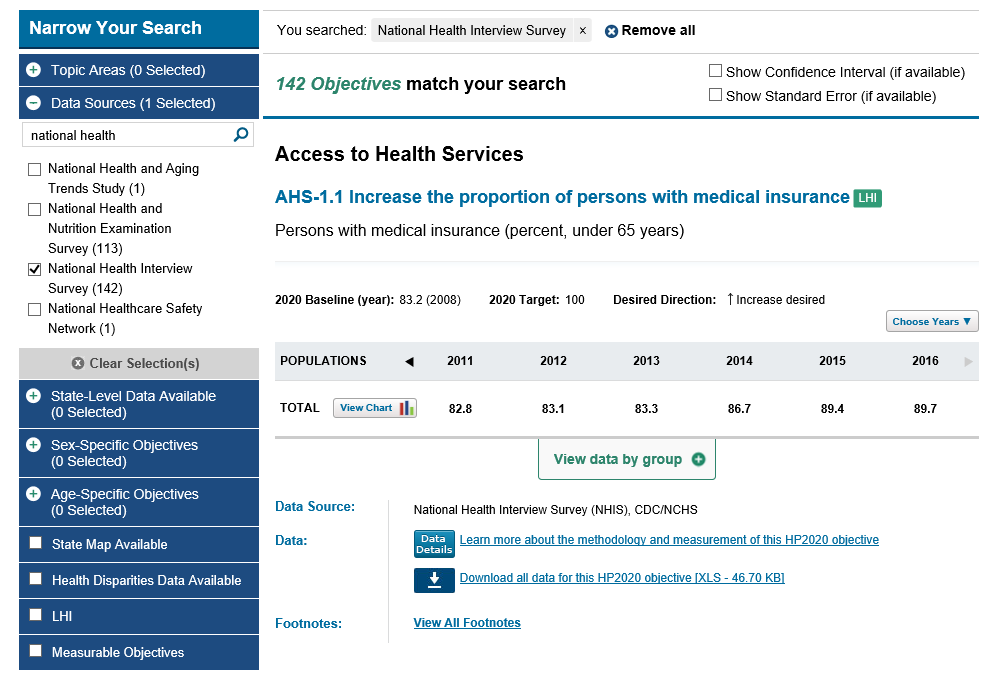 Narrow Your Search
Topic Areas (0 Selected)
Data Sources (1 Selected)
national health
National Health and Aging
Trends Study (1)
National Health and
Nutrition Examination
Survey (113)
National Health Interview
Survey (142)
National Healthcare Safety
Network (1)
Clear Selection(s)
State-Level Data Available
(0 Selected)
Sex-Specific Objectives
(0 Selected)
Age-Specific Objectives
(0 Selected)
State Map Available
Health Disparities Data Available
LHI
Measurable Objectives
You searched: National Health Interview Survey × Remove all
142 Objectives match your search
Show Confidence Interval (if available)
Show Standard Error (if available)
Access to Health Services
AHS-1.1 Increase the proportion of persons with medical insurance LHI
Persons with medical insurance (percent, under 65 years)
2020 Baseline (year): 83.2 (2008) 2020 Target: 100 Desired Direction: ↑ Increase desired
Choose Years ▼
POPULATIONS ◀ 2011 2012 2013 2014 2015 2016 ▶
TOTAL View Chart 82.8 83.1 83.3 86.7 89.4 89.7
View data by group
Data Source: National Health Interview Survey (NHIS), CDC/NCHS
Data: Data Details Learn more about the methodology and measurement of this HP2020 objective
Download all data for this HP2020 objective [XLS - 46.70 KB]
Footnotes: View All Footnotes